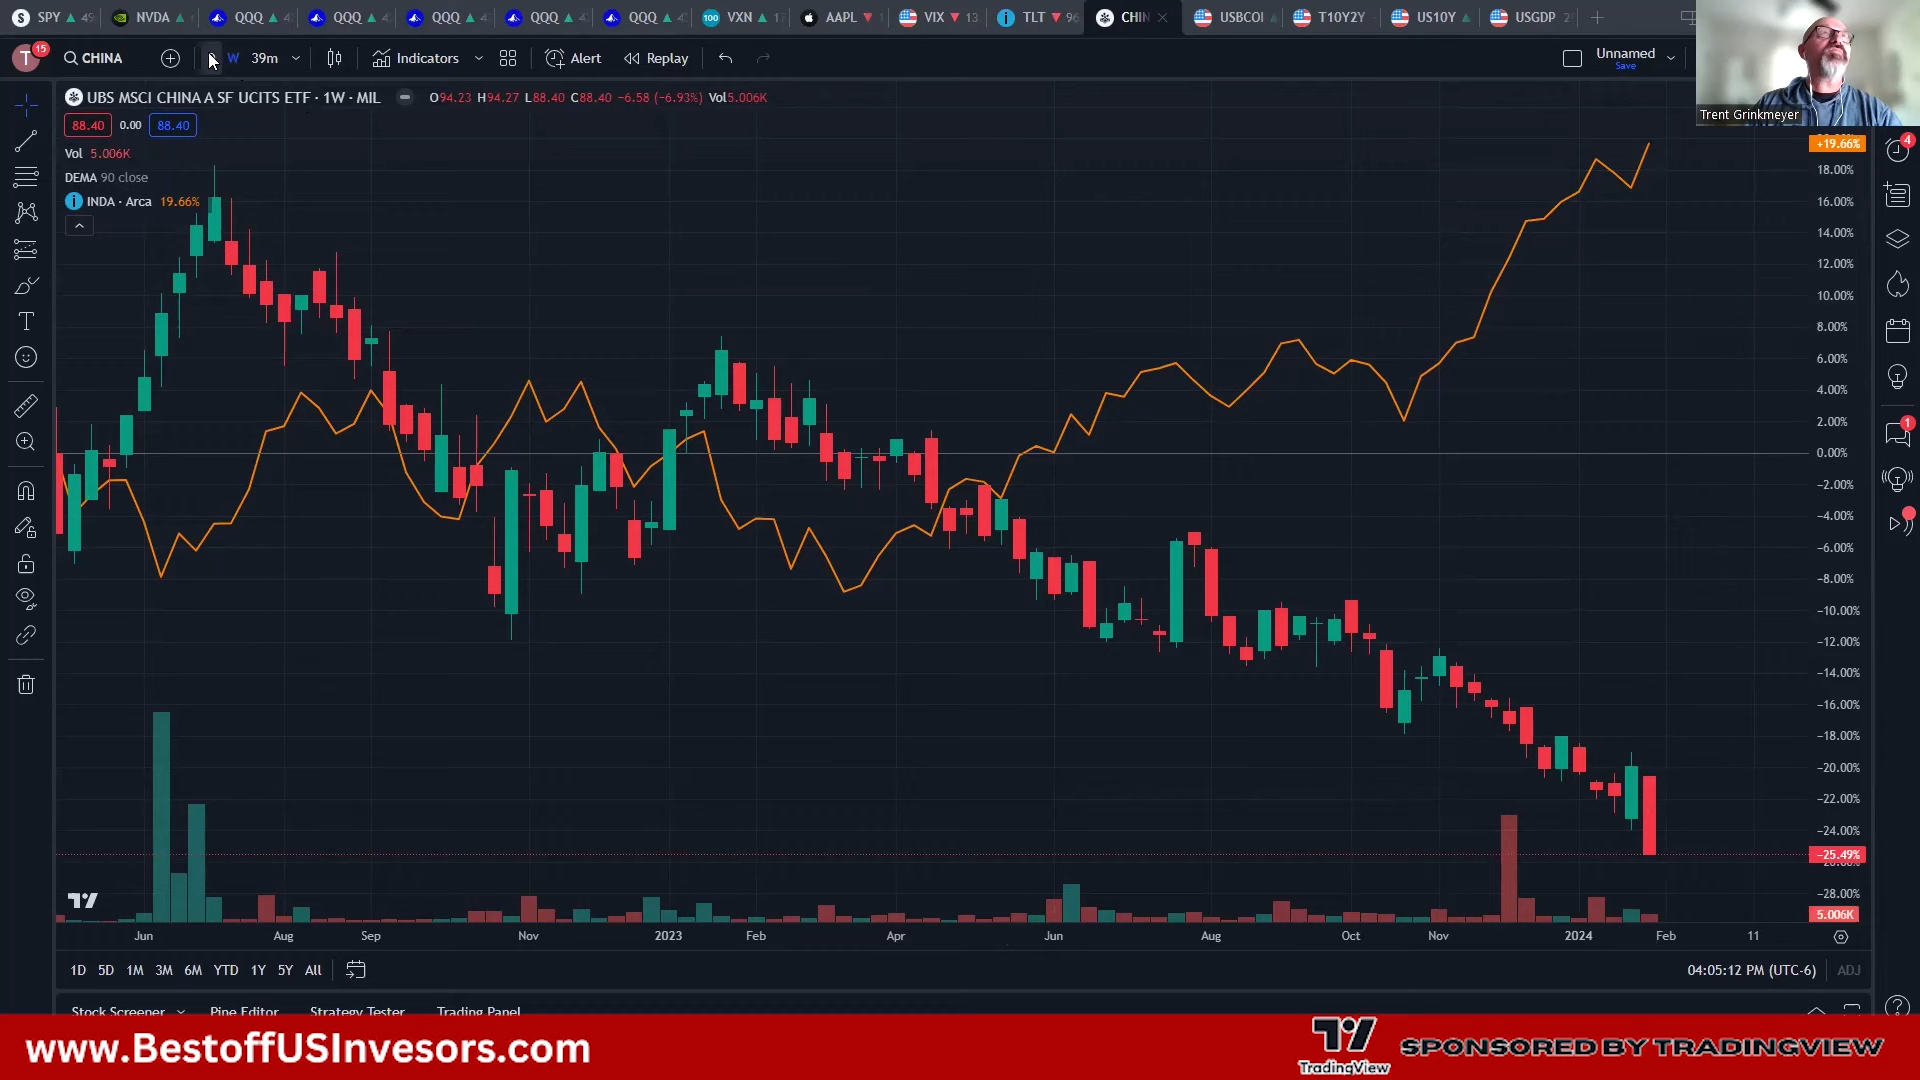 SPY
NVDA
QQQ
QQQ
QQQ
QQQ
QQQ
VXN
AAPL
VIX 13
TLT 96
CHIN
USBCOI
T10Y2Y
US10Y
USGDP
T 15
CHINA
W 39m
Indicators
Alert
Replay
Unnamed
Save
Trent Grinkmeyer
UBS MSCI CHINA A SF UCITS ETF · 1W · MIL
O94.23 H94.27 L88.40 C88.40 −6.58 (−6.93%) Vol5.006K
88.40 0.00 88.40
Vol 5.006K
DEMA 90 close
INDA · Arca 19.66%
+19.66%
18.00%
16.00%
14.00%
12.00%
10.00%
8.00%
6.00%
4.00%
2.00%
0.00%
−2.00%
−4.00%
−6.00%
−8.00%
−10.00%
−12.00%
−14.00%
−16.00%
−18.00%
−20.00%
−22.00%
−24.00%
−25.49%
−28.00%
5.006K
4
1
Jun Aug Sep Nov 2023 Feb Apr Jun Aug Oct Nov 2024 Feb 11
1D 5D 1M 3M 6M YTD 1Y 5Y All
04:05:12 PM (UTC-6) ADJ
Stock Screener Pine Editor Strategy Tester Trading Panel
www.BestoffUSInvesors.com
TradingView
SPONSORED BY TRADINGVIEW